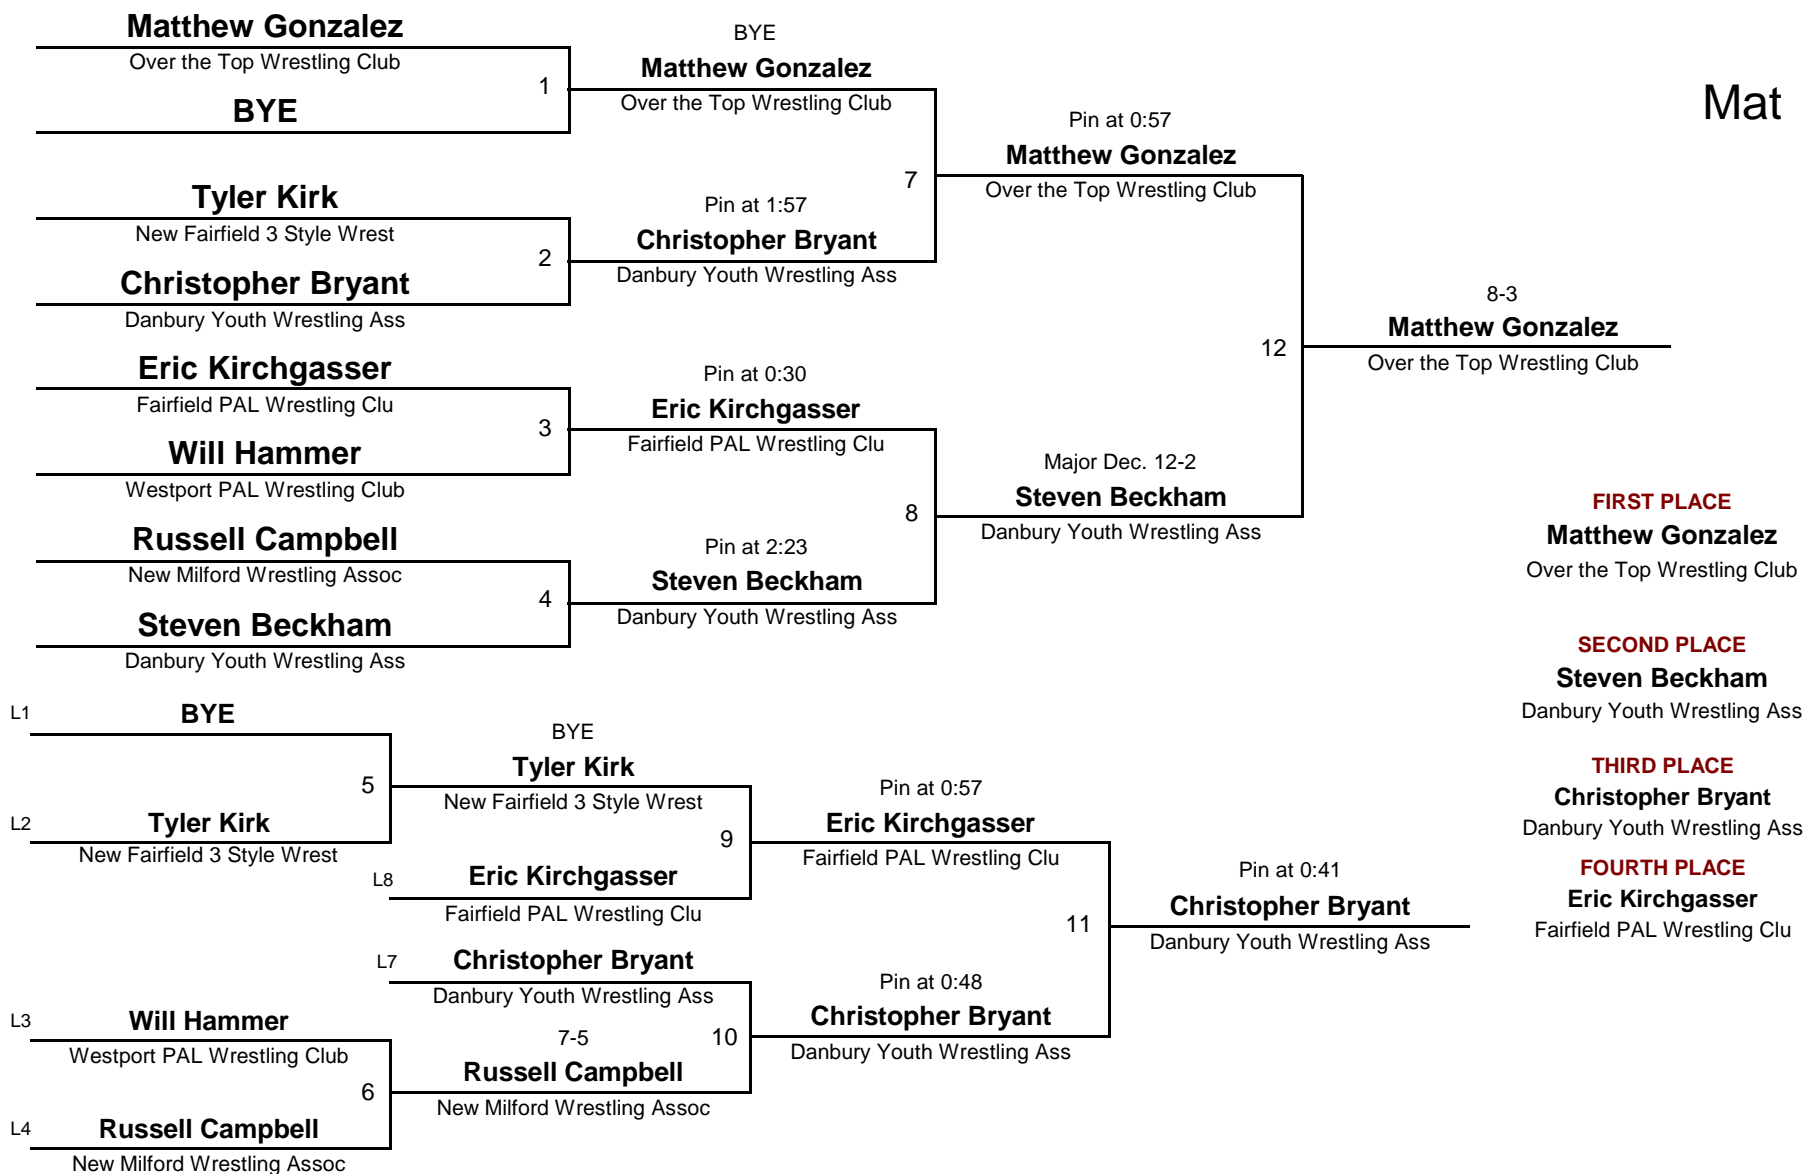 Matthew Gonzalez
Over the Top Wrestling Club
1
BYE
Tyler Kirk
New Fairfield 3 Style Wrest
2
Christopher Bryant
Danbury Youth Wrestling Ass
Eric Kirchgasser
Fairfield PAL Wrestling Clu
3
Will Hammer
Westport PAL Wrestling Club
Russell Campbell
New Milford Wrestling Assoc
4
Steven Beckham
Danbury Youth Wrestling Ass
BYE
Matthew Gonzalez
Over the Top Wrestling Club
7
Pin at 1:57
Christopher Bryant
Danbury Youth Wrestling Ass
Pin at 0:30
Eric Kirchgasser
Fairfield PAL Wrestling Clu
8
Pin at 2:23
Steven Beckham
Danbury Youth Wrestling Ass
Pin at 0:57
Matthew Gonzalez
Over the Top Wrestling Club
12
Major Dec. 12-2
Steven Beckham
Danbury Youth Wrestling Ass
8-3
Matthew Gonzalez
Over the Top Wrestling Club
Mat
FIRST PLACE
Matthew Gonzalez
Over the Top Wrestling Club
SECOND PLACE
Steven Beckham
Danbury Youth Wrestling Ass
THIRD PLACE
Christopher Bryant
Danbury Youth Wrestling Ass
FOURTH PLACE
Eric Kirchgasser
Fairfield PAL Wrestling Clu
L1
BYE
5
L2
Tyler Kirk
New Fairfield 3 Style Wrest
L3
Will Hammer
Westport PAL Wrestling Club
6
L4
Russell Campbell
New Milford Wrestling Assoc
BYE
Tyler Kirk
New Fairfield 3 Style Wrest
9
L8
Eric Kirchgasser
Fairfield PAL Wrestling Clu
L7
Christopher Bryant
Danbury Youth Wrestling Ass
10
7-5
Russell Campbell
New Milford Wrestling Assoc
Pin at 0:57
Eric Kirchgasser
Fairfield PAL Wrestling Clu
11
Pin at 0:48
Christopher Bryant
Danbury Youth Wrestling Ass
Pin at 0:41
Christopher Bryant
Danbury Youth Wrestling Ass